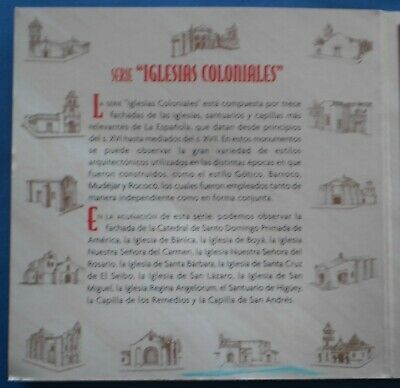 SERIE "IGLESIAS COLONIALES"
LA SERIE "Iglesias Coloniales" está compuesta por trece
fachadas de las iglesias, santuarios y capillas más
relevantes de La Española, que datan desde principios
del s. XVI hasta mediados del s. XVII. En estos monumentos
se puede observar la gran variedad de estilos
arquitectónicos utilizados en las distintas épocas en que
fueron construidos, como el estilo Gótico, Barroco,
Mudéjar y Rococó, los cuales fueron empleados tanto de
manera independiente como en forma conjunta.
EN LA ACUÑACIÓN de esta serie, podemos observar la
fachada de la Catedral de Santo Domingo Primada de
América, la Iglesia de Bánica, la Iglesia de Boyá, la Iglesia
Nuestra Señora del Carmen, la Iglesia Nuestra Señora del
Rosario, la Iglesia de Santa Bárbara, la Iglesia de Santa Cruz
de El Seibo, la Iglesia de San Lázaro, la Iglesia de San
Miguel, la Iglesia Regina Angelorum, el Santuario de Higüey,
la Capilla de los Remedios y la Capilla de San Andrés.